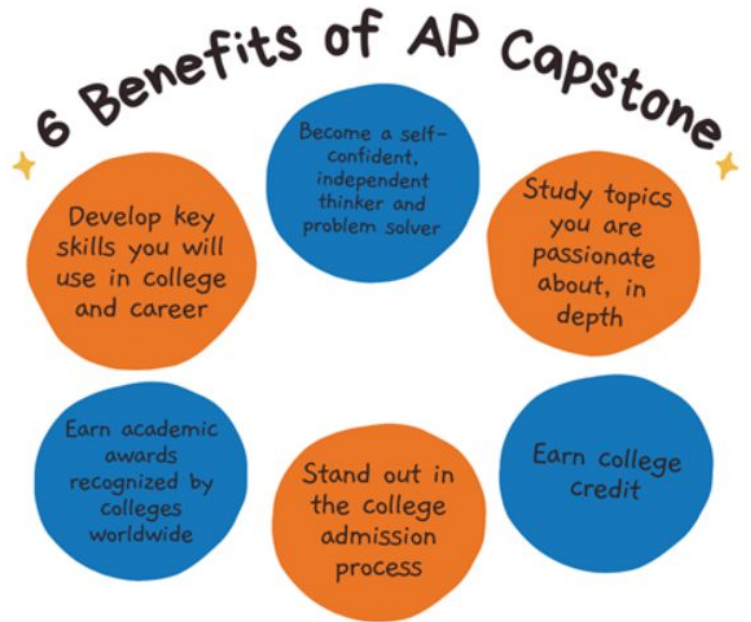 6 Benefits of AP Capstone
Become a self-
confident,
independent
thinker and
problem solver
Develop key
skills you will
use in college
and career
Study topics
you are
passionate
about, in
depth
Earn academic
awards
recognized by
colleges
worldwide
Stand out in
the college
admission
process
Earn college
credit